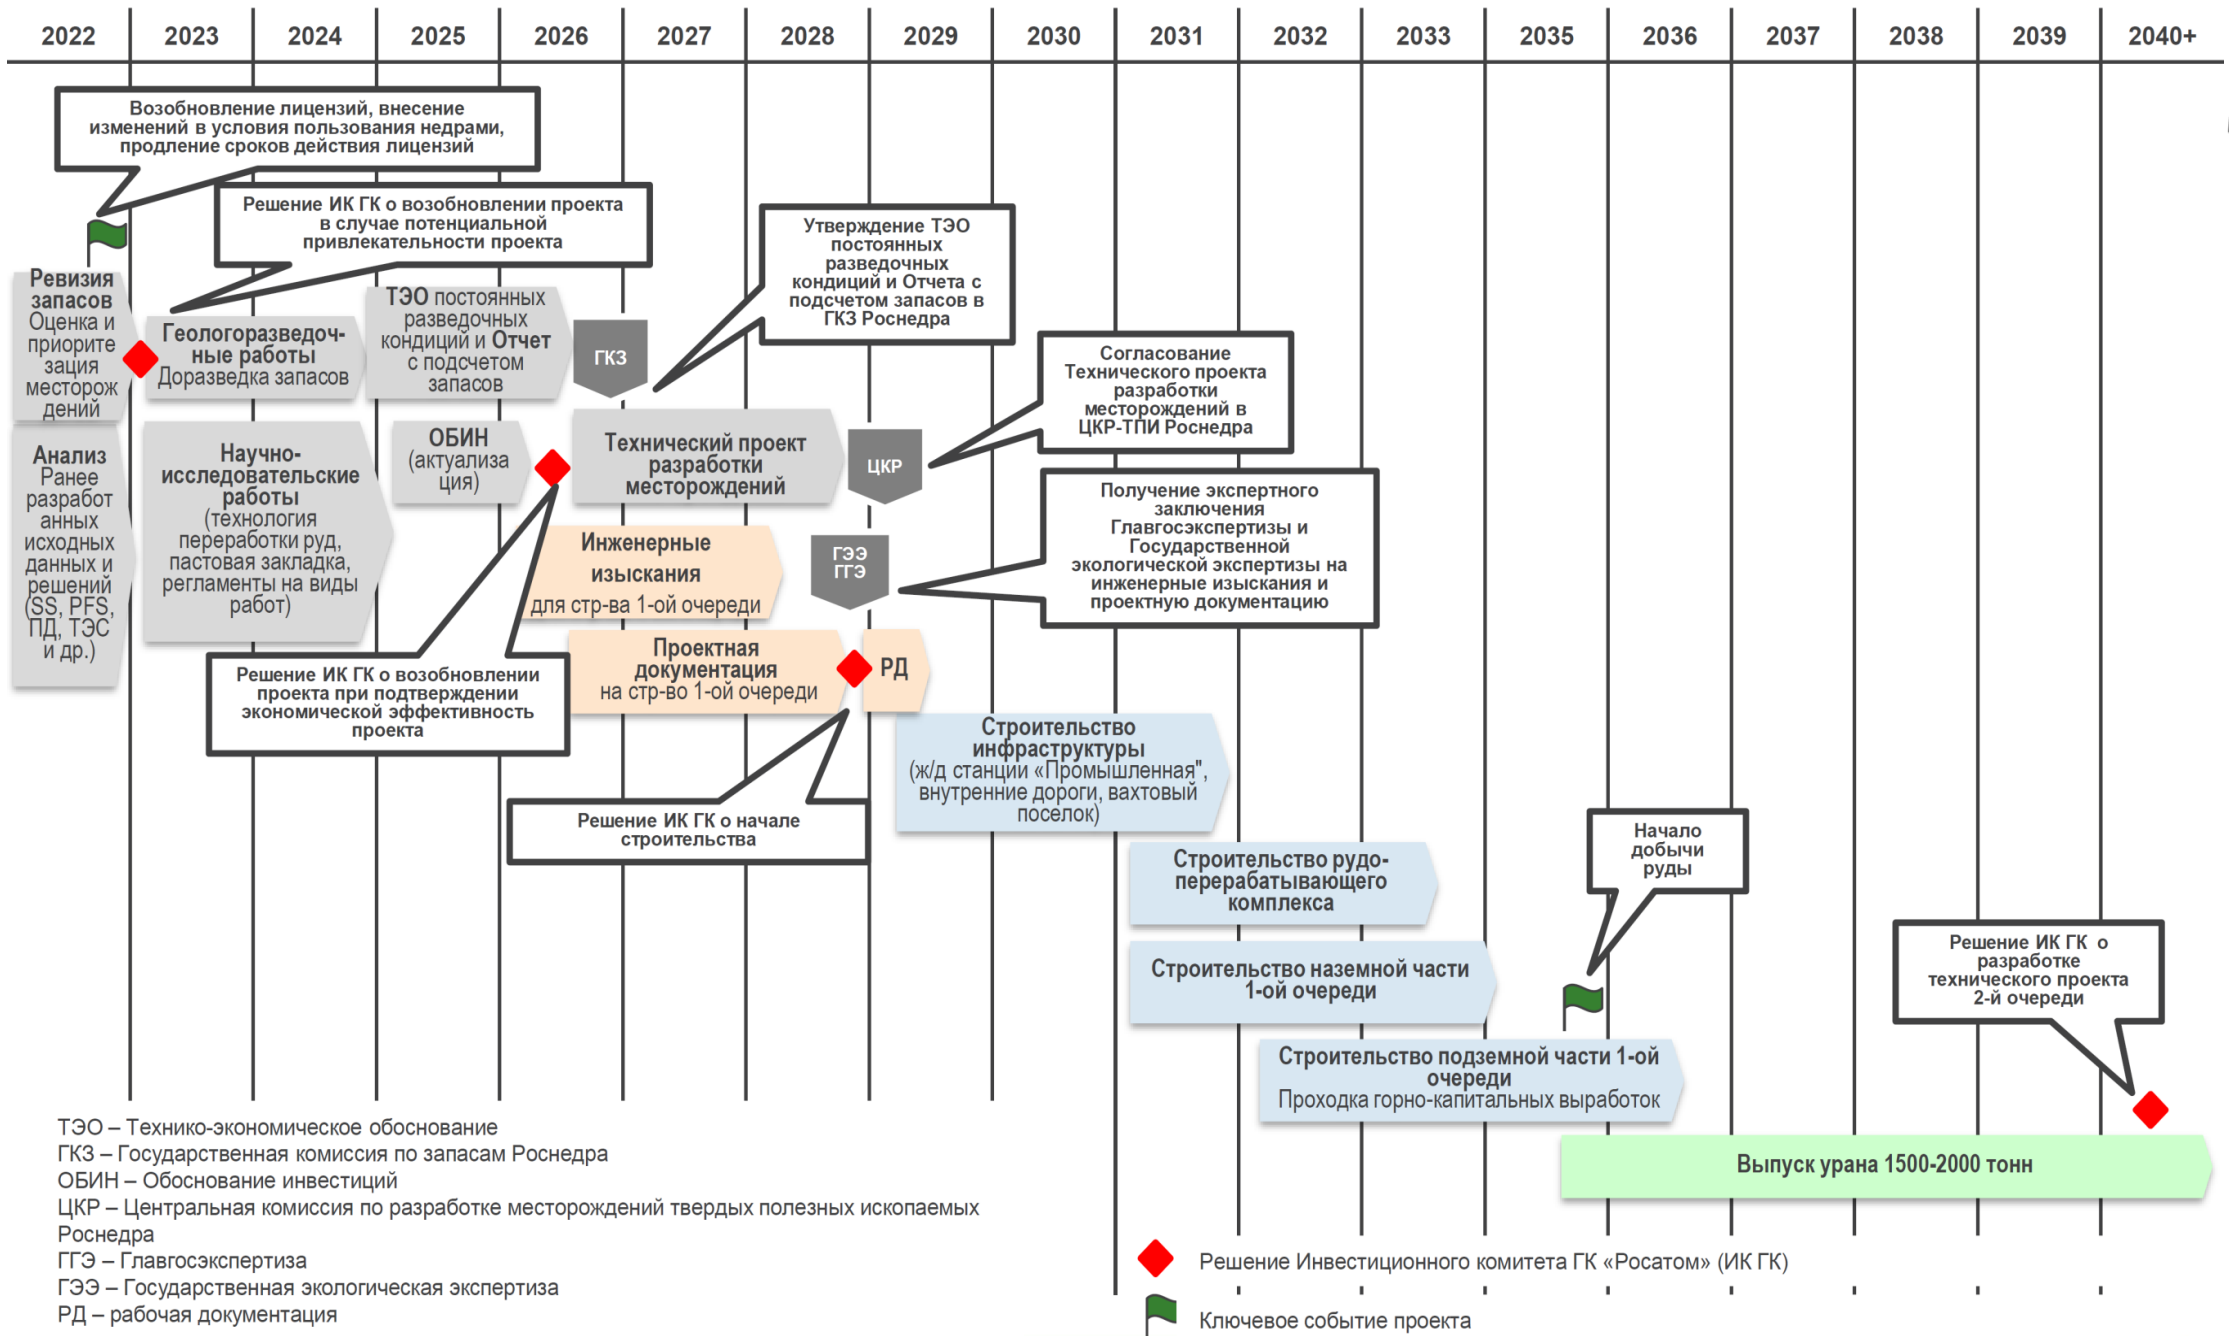 2022 2023 2024 2025 2026 2027 2028 2029 2030 2031 2032 2033 2035 2036 2037 2038 2039 2040+
Возобновление лицензий, внесение
изменений в условия пользования недрами,
продление сроков действия лицензий
Решение ИК ГК о возобновлении проекта
в случае потенциальной
привлекательности проекта
Утверждение ТЭО
постоянных
разведочных
кондиций и Отчета с
подсчетом запасов в
ГКЗ Роснедра
Ревизия
запасов
Оценка и
приорите
зация
месторож
дений
Геологоразведоч-
ные работы
Доразведка запасов
ТЭО постоянных
разведочных
кондиций и Отчет
с подсчетом
запасов
ГКЗ
Согласование
Технического проекта
разработки
месторождений в
ЦКР-ТПИ Роснедра
Анализ
Ранее
разработ
анных
исходных
данных и
решений
(SS, PFS,
ПД, ТЭС
и др.)
Научно-
исследовательские
работы
(технология
переработки руд,
пастовая закладка,
регламенты на виды
работ)
ОБИН
(актуализа
ция)
Технический проект
разработки
месторождений
ЦКР
Получение экспертного
заключения
Главгосэкспертизы и
Государственной
экологической экспертизы на
инженерные изыскания и
проектную документацию
Инженерные
изыскания
для стр-ва 1-ой очереди
ГЭЭ
ГГЭ
Решение ИК ГК о возобновлении
проекта при подтверждении
экономической эффективность
проекта
Проектная
документация
на стр-во 1-ой очереди
РД
Строительство
инфраструктуры
(ж/д станции «Промышленная",
внутренние дороги, вахтовый
поселок)
Решение ИК ГК о начале
строительства
Строительство рудо-
перерабатывающего
комплекса
Начало
добычи
руды
Строительство наземной части
1-ой очереди
Решение ИК ГК о
разработке
технического проекта
2-й очереди
Строительство подземной части 1-ой
очереди
Проходка горно-капитальных выработок
Выпуск урана 1500-2000 тонн
ТЭО – Технико-экономическое обоснование
ГКЗ – Государственная комиссия по запасам Роснедра
ОБИН – Обоснование инвестиций
ЦКР – Центральная комиссия по разработке месторождений твердых полезных ископаемых
Роснедра
ГГЭ – Главгосэкспертиза
ГЭЭ – Государственная экологическая экспертиза
РД – рабочая документация
Решение Инвестиционного комитета ГК «Росатом» (ИК ГК)
Ключевое событие проекта